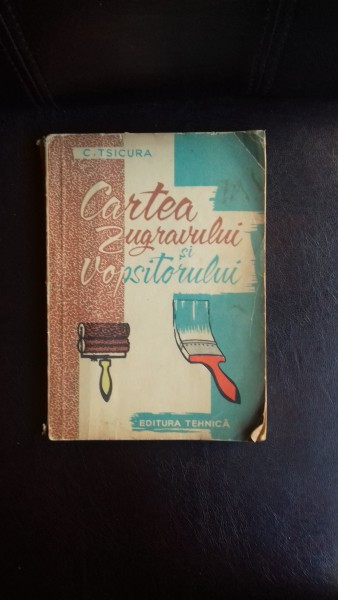 C. TSICURA
Cartea
Zugravului
și
Vopsitorului
EDITURA TEHNICĂ